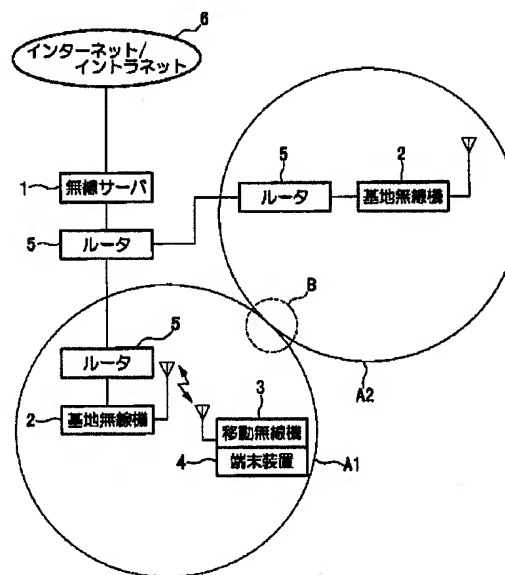 6
インターネット/
イントラネット
1
無線サーバ
5
ルータ
5
ルータ
2
基地無線機
B
A2
5
ルータ
2
基地無線機
3
移動無線機
4
端末装置
A1